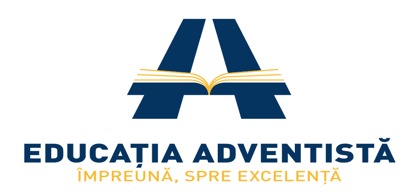 EDUCAȚIA ADVENTISTĂ
ÎMPREUNĂ, SPRE EXCELENȚĂ